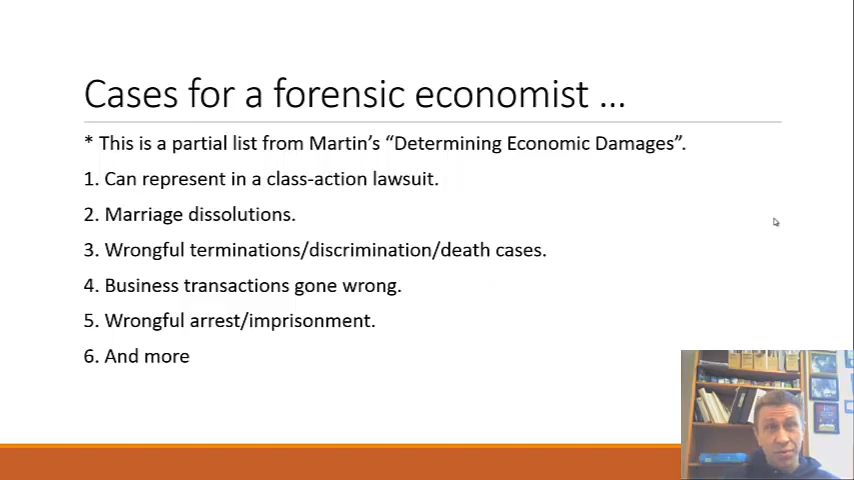 Cases for a forensic economist ...
* This is a partial list from Martin's “Determining Economic Damages”.
1. Can represent in a class-action lawsuit.
2. Marriage dissolutions.
3. Wrongful terminations/discrimination/death cases.
4. Business transactions gone wrong.
5. Wrongful arrest/imprisonment.
6. And more